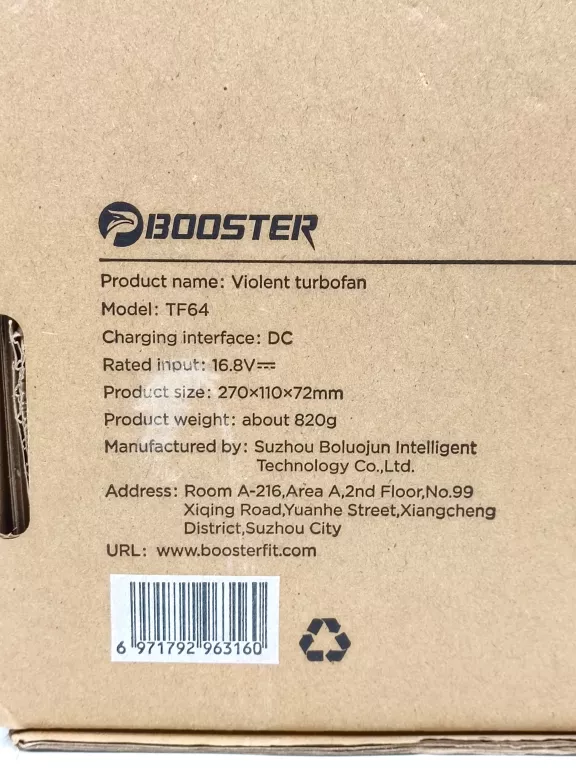 BOOSTER
Product name: Violent turbofan
Model: TF64
Charging interface: DC
Rated input: 16.8V⎓
Product size: 270×110×72mm
Product weight: about 820g
Manufactured by: Suzhou Boluojun Intelligent
Technology Co.,Ltd.
Address: Room A-216,Area A,2nd Floor,No.99
Xiqing Road,Yuanhe Street,Xiangcheng
District,Suzhou City
URL: www.boosterfit.com
6 971792 963160